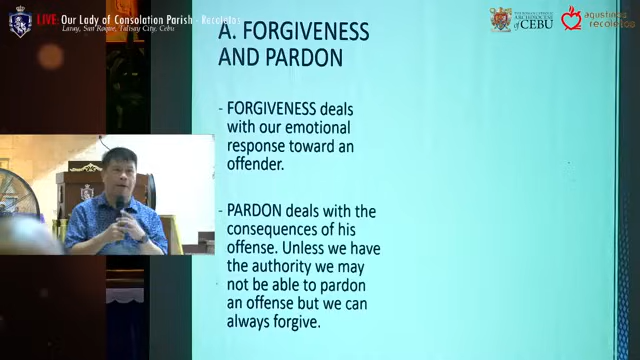 LIVE: Our Lady of Consolation Parish - Recoletos
Laray, San Roque, Talisay City, Cebu
ARCHDIOCESE
of CEBU
agustinos
recoletos
A. FORGIVENESS
AND PARDON
- FORGIVENESS deals
with our emotional
response toward an
offender.
- PARDON deals with the
consequences of his
offense. Unless we have
the authority we may
not be able to pardon
an offense but we can
always forgive.